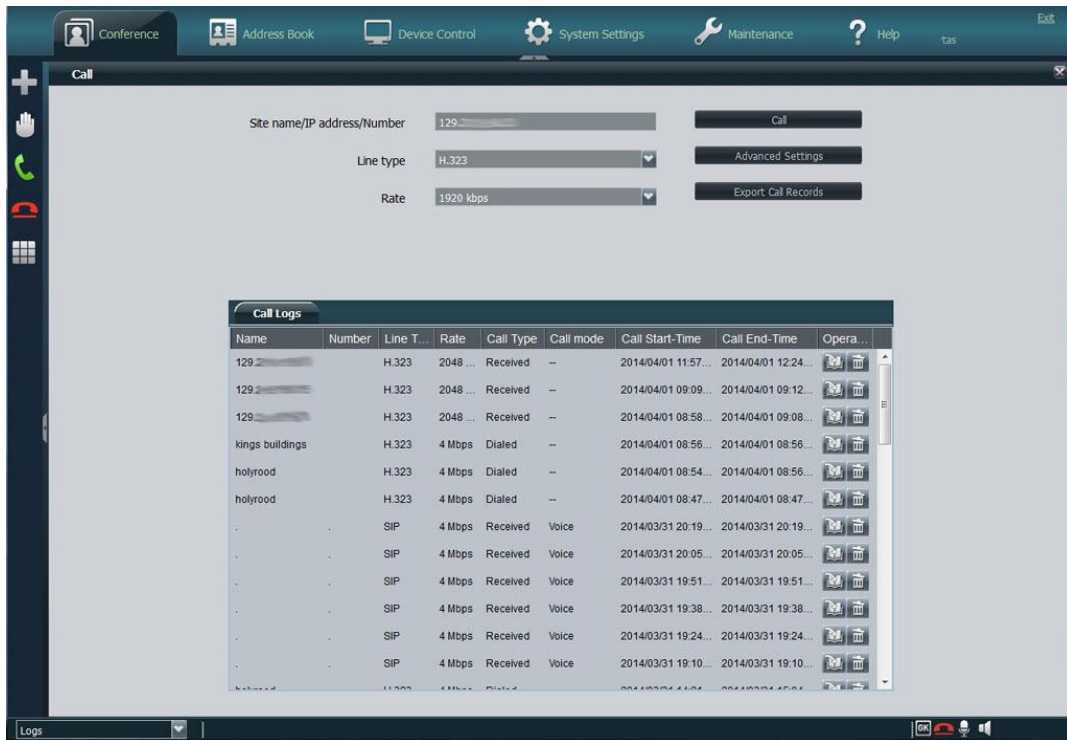 Conference Address Book Device Control System Settings Maintenance ? Help tas Exit
Call
Site name/IP address/Number 129. Call
Line type H.323 Advanced Settings
Rate 1920 kbps Export Call Records
Call Logs
Name Number Line T... Rate Call Type Call mode Call Start-Time Call End-Time Opera...
129. H.323 2048 ... Received -- 2014/04/01 11:57... 2014/04/01 12:24...
129. H.323 2048 ... Received -- 2014/04/01 09:09... 2014/04/01 09:12...
129. H.323 2048 ... Received -- 2014/04/01 08:58... 2014/04/01 09:08...
kings buildings H.323 4 Mbps Dialed -- 2014/04/01 08:56... 2014/04/01 08:56...
holyrood H.323 4 Mbps Dialed -- 2014/04/01 08:54... 2014/04/01 08:56...
holyrood H.323 4 Mbps Dialed -- 2014/04/01 08:47... 2014/04/01 08:47...
. . SIP 4 Mbps Received Voice 2014/03/31 20:19... 2014/03/31 20:19...
. . SIP 4 Mbps Received Voice 2014/03/31 20:05... 2014/03/31 20:05...
. . SIP 4 Mbps Received Voice 2014/03/31 19:51... 2014/03/31 19:51...
. . SIP 4 Mbps Received Voice 2014/03/31 19:38... 2014/03/31 19:38...
. . SIP 4 Mbps Received Voice 2014/03/31 19:24... 2014/03/31 19:24...
. . SIP 4 Mbps Received Voice 2014/03/31 19:10... 2014/03/31 19:10...
Logs GK